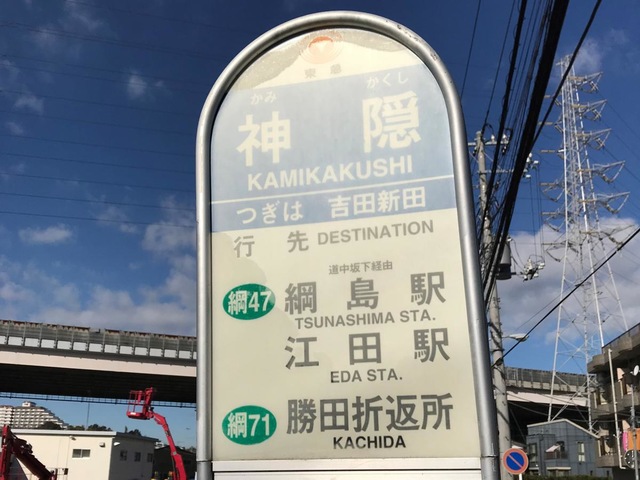 東急
かみ かくし
神 隠
KAMIKAKUSHI
つぎは 吉田新田
行先 DESTINATION
道中坂下経由
綱47 綱島駅
TSUNASHIMA STA.
江田駅
EDA STA.
綱71 勝田折返所
KACHIDA